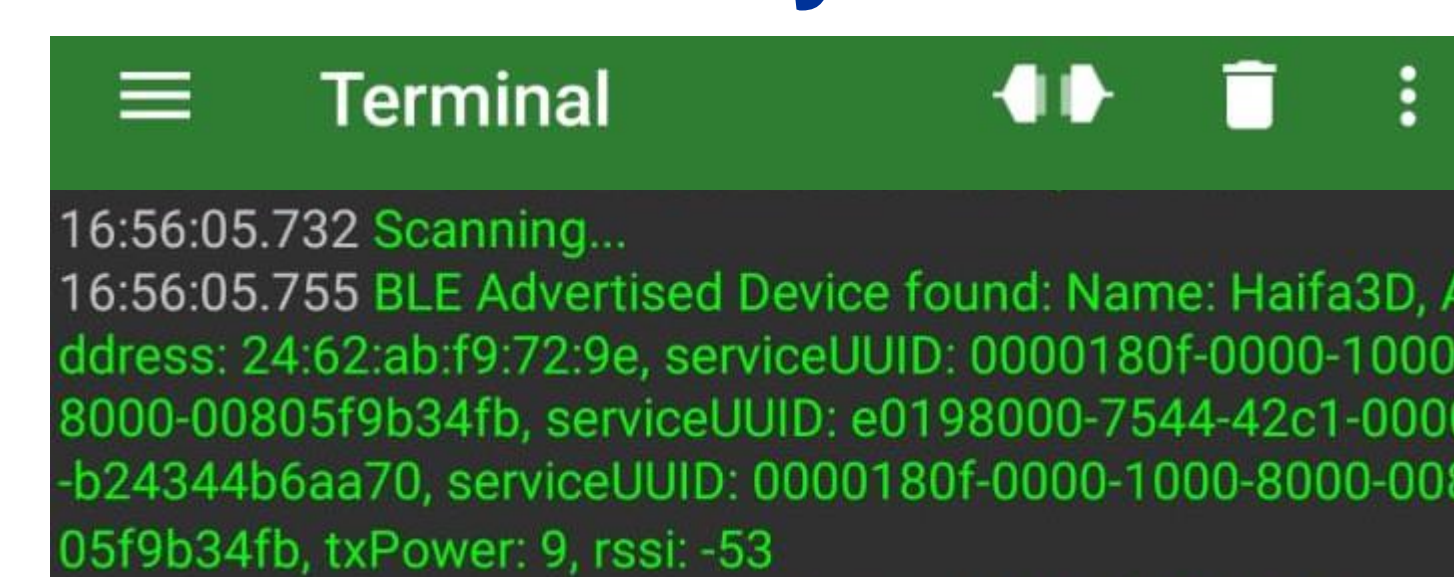 Terminal
16:56:05.732 Scanning...
16:56:05.755 BLE Advertised Device found: Name: Haifa3D, A
ddress: 24:62:ab:f9:72:9e, serviceUUID: 0000180f-0000-1000
8000-00805f9b34fb, serviceUUID: e0198000-7544-42c1-0000
-b24344b6aa70, serviceUUID: 0000180f-0000-1000-8000-008
05f9b34fb, txPower: 9, rssi: -53